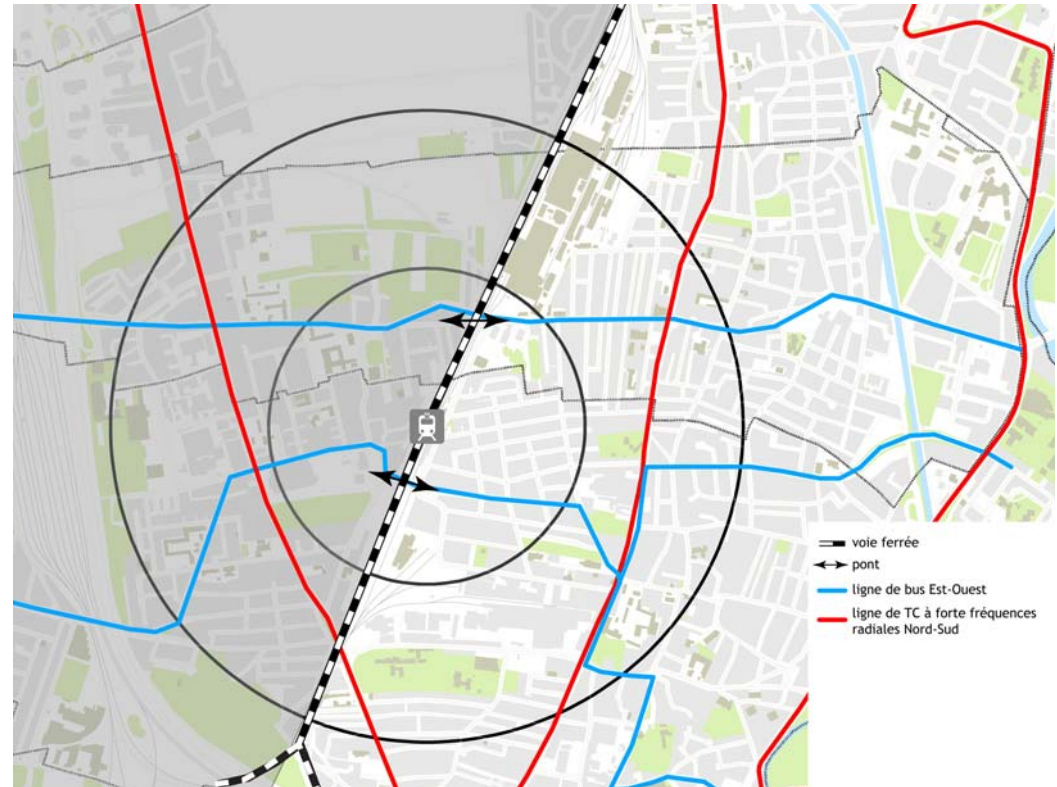 voie ferrée
pont
ligne de bus Est-Ouest
ligne de TC à forte fréquences
radiales Nord-Sud